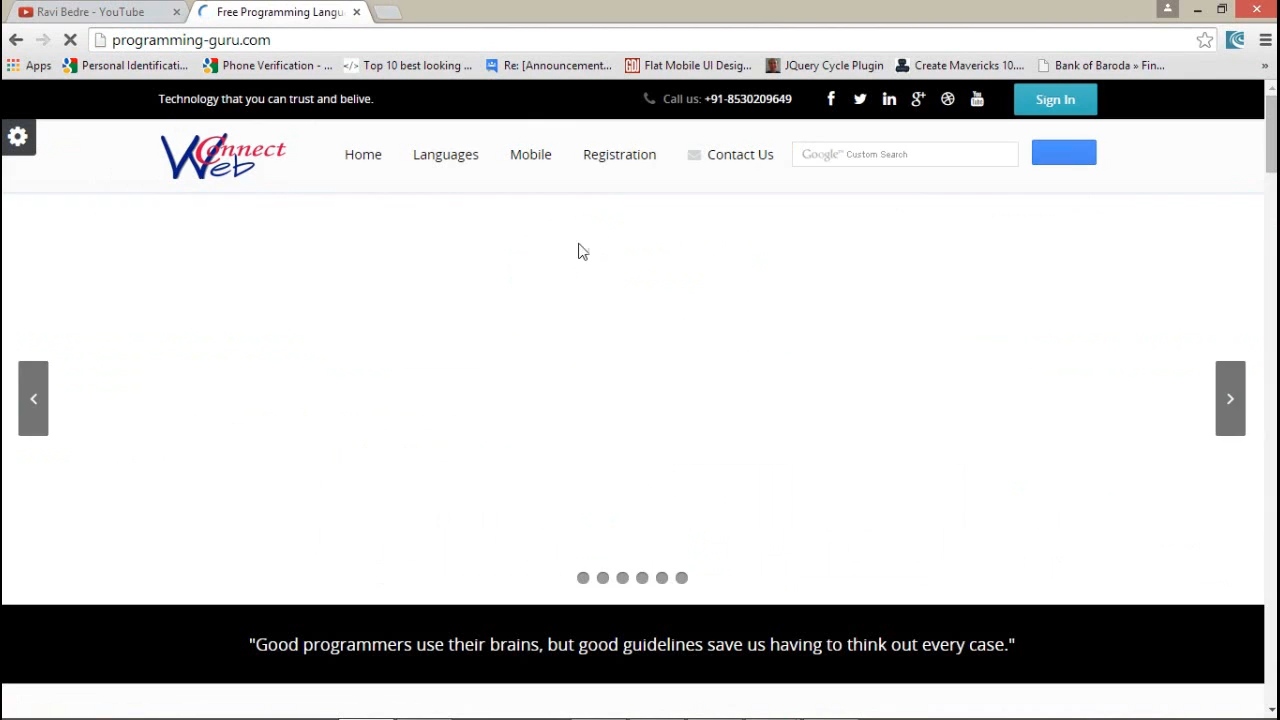 Ravi Bedre - YouTube
Free Programming Langu
programming-guru.com
Apps
Personal Identificati...
Phone Verification - ...
Top 10 best looking ...
Re: [Announcement...
Flat Mobile UI Desig...
JQuery Cycle Plugin
Create Mavericks 10....
Bank of Baroda » Fin...
»
Technology that you can trust and belive.
Call us: +91-8530209649
Sign In
Connect
Web
Home
Languages
Mobile
Registration
Contact Us
Google™ Custom Search
"Good programmers use their brains, but good guidelines save us having to think out every case."